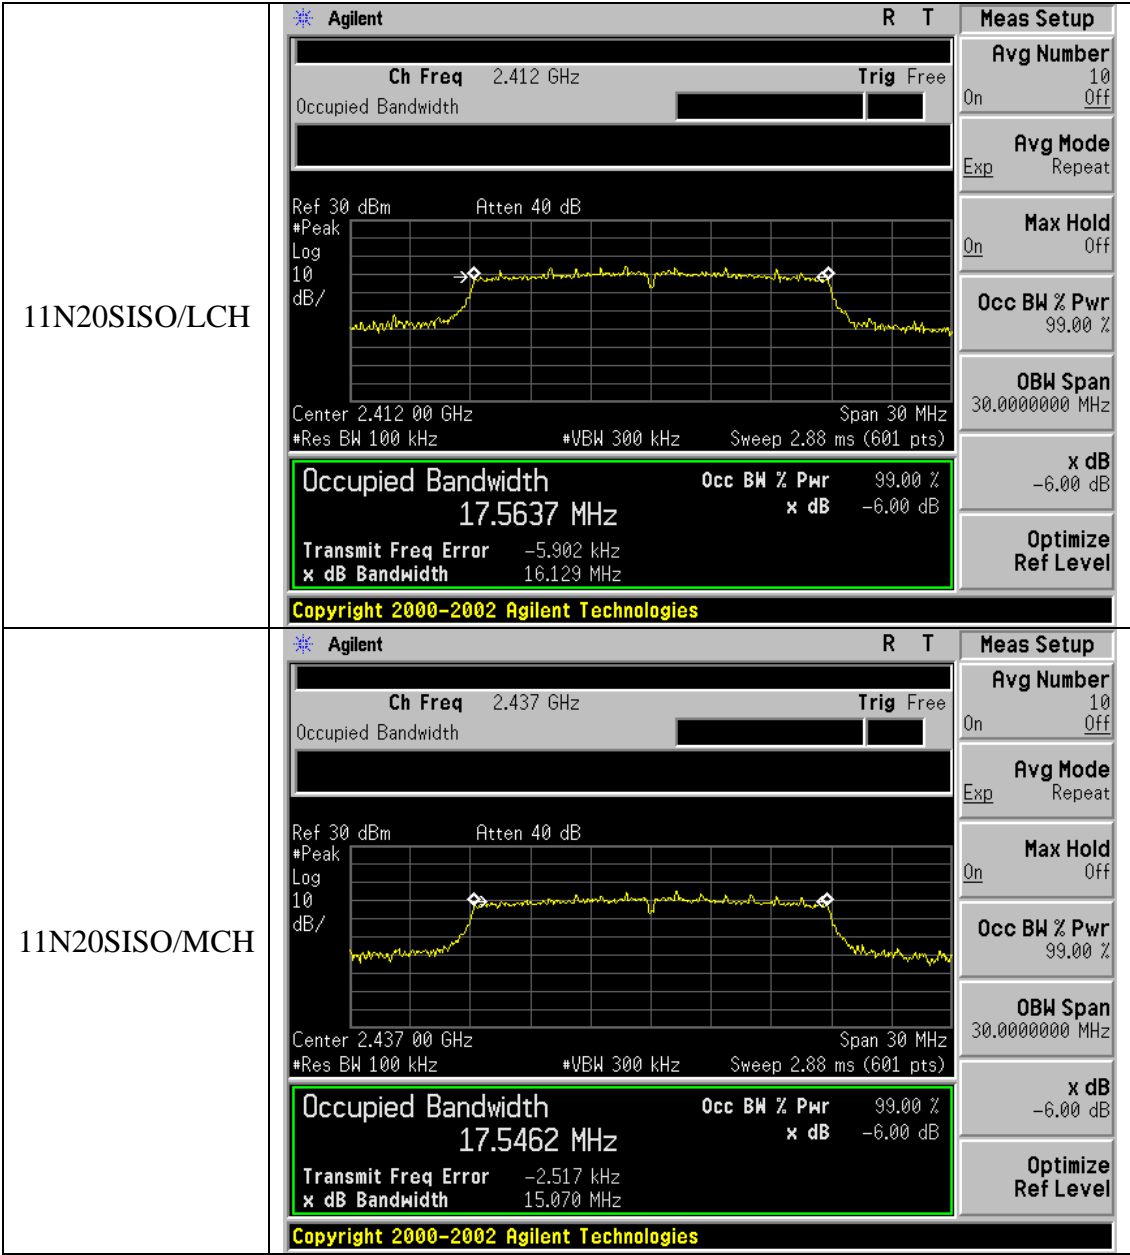 11N20SISO/LCH
Agilent R T
Ch Freq 2.412 GHz Trig Free
Occupied Bandwidth
Ref 30 dBm Atten 40 dB
#Peak
Log
10
dB/
Center 2.412 00 GHz Span 30 MHz
#Res BW 100 kHz #VBW 300 kHz Sweep 2.88 ms (601 pts)
Occupied Bandwidth Occ BW % Pwr 99.00 %
17.5637 MHz x dB -6.00 dB
Transmit Freq Error -5.902 kHz
x dB Bandwidth 16.129 MHz
Copyright 2000-2002 Agilent Technologies
Meas Setup
Avg Number
10
On Off
Avg Mode
Exp Repeat
Max Hold
On Off
Occ BW % Pwr
99.00 %
OBW Span
30.0000000 MHz
x dB
-6.00 dB
Optimize
Ref Level
11N20SISO/MCH
Agilent R T
Ch Freq 2.437 GHz Trig Free
Occupied Bandwidth
Ref 30 dBm Atten 40 dB
#Peak
Log
10
dB/
Center 2.437 00 GHz Span 30 MHz
#Res BW 100 kHz #VBW 300 kHz Sweep 2.88 ms (601 pts)
Occupied Bandwidth Occ BW % Pwr 99.00 %
17.5462 MHz x dB -6.00 dB
Transmit Freq Error -2.517 kHz
x dB Bandwidth 15.070 MHz
Copyright 2000-2002 Agilent Technologies
Meas Setup
Avg Number
10
On Off
Avg Mode
Exp Repeat
Max Hold
On Off
Occ BW % Pwr
99.00 %
OBW Span
30.0000000 MHz
x dB
-6.00 dB
Optimize
Ref Level